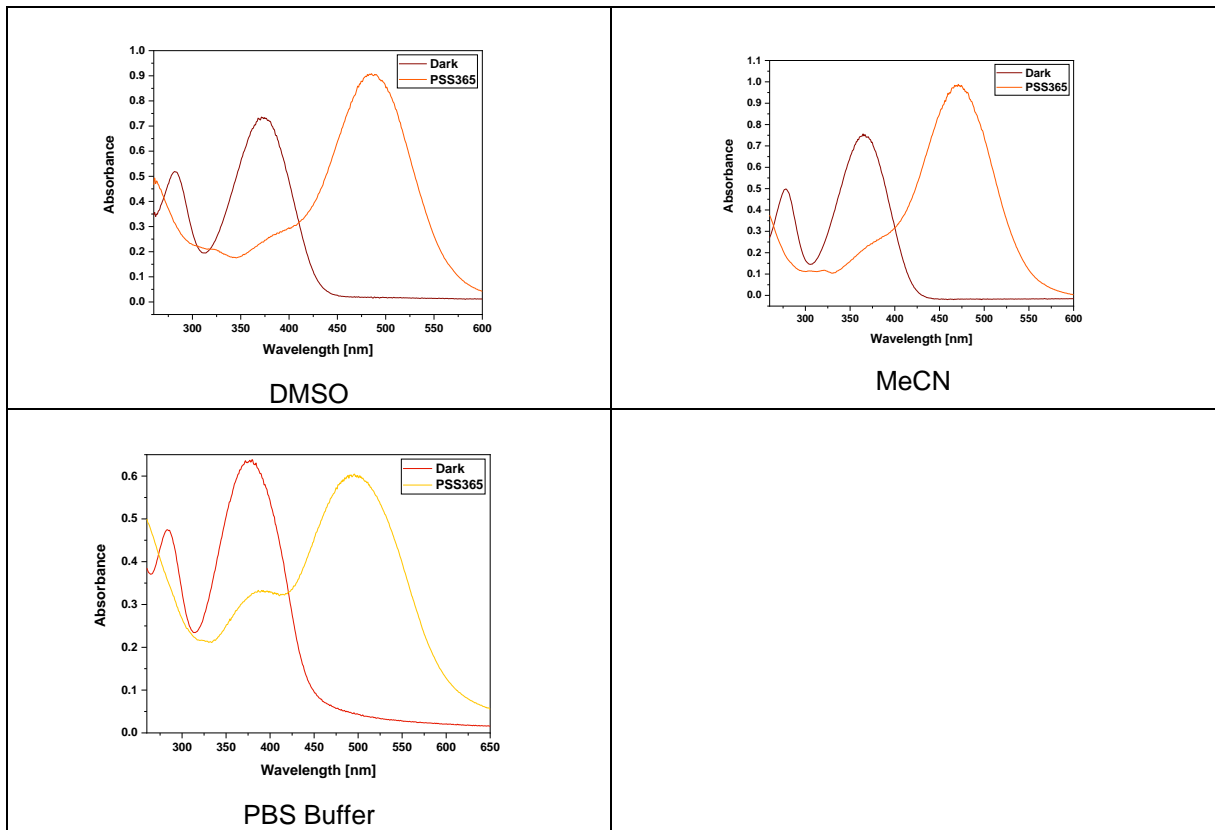 1.0
0.9
0.8
0.7
0.6
0.5
0.4
0.3
0.2
0.1
0.0
Absorbance
Dark
PSS365
300 350 400 450 500 550 600
Wavelength [nm]
DMSO
1.1
1.0
0.9
0.8
0.7
0.6
0.5
0.4
0.3
0.2
0.1
0.0
Absorbance
Dark
PSS365
300 350 400 450 500 550 600
Wavelength [nm]
MeCN
0.6
0.5
0.4
0.3
0.2
0.1
0.0
Absorbance
Dark
PSS365
300 350 400 450 500 550 600 650
Wavelength [nm]
PBS Buffer